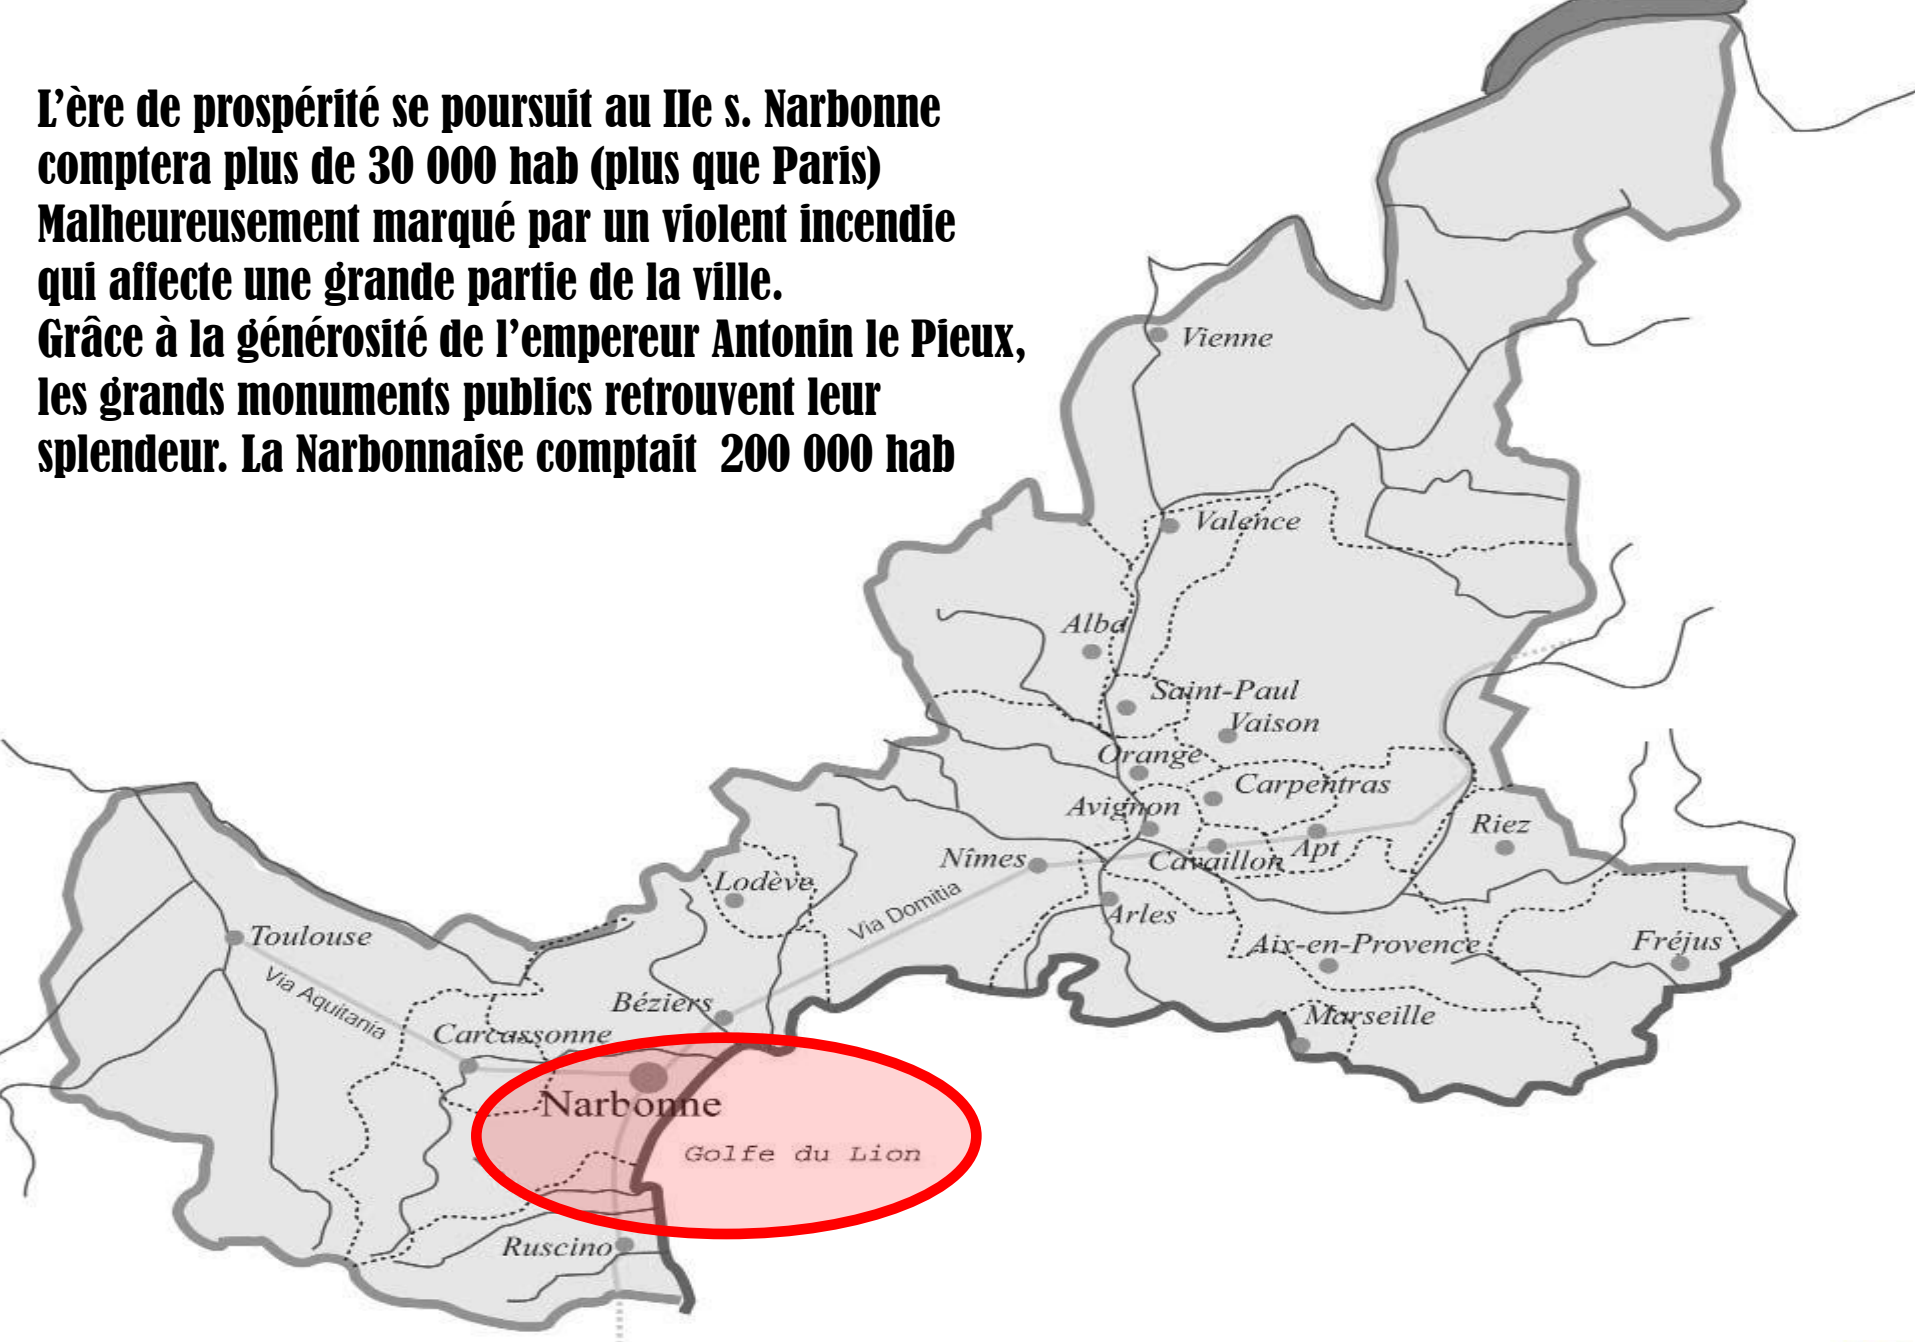 L’ère de prospérité se poursuit au IIe s. Narbonne
comptera plus de 30 000 hab (plus que Paris)
Malheureusement marqué par un violent incendie
qui affecte une grande partie de la ville.
Grâce à la générosité de l’empereur Antonin le Pieux,
les grands monuments publics retrouvent leur
splendeur. La Narbonnaise comptait 200 000 hab
Vienne
Valence
Alba
Saint-Paul
Vaison
Orange
Carpentras
Avignon
Riez
Nîmes
Cavaillon
Apt
Lodève
Via Domitia
Arles
Toulouse
Aix-en-Provence
Fréjus
Via Aquitania
Béziers
Marseille
Carcassonne
Narbonne
Golfe du Lion
Ruscino